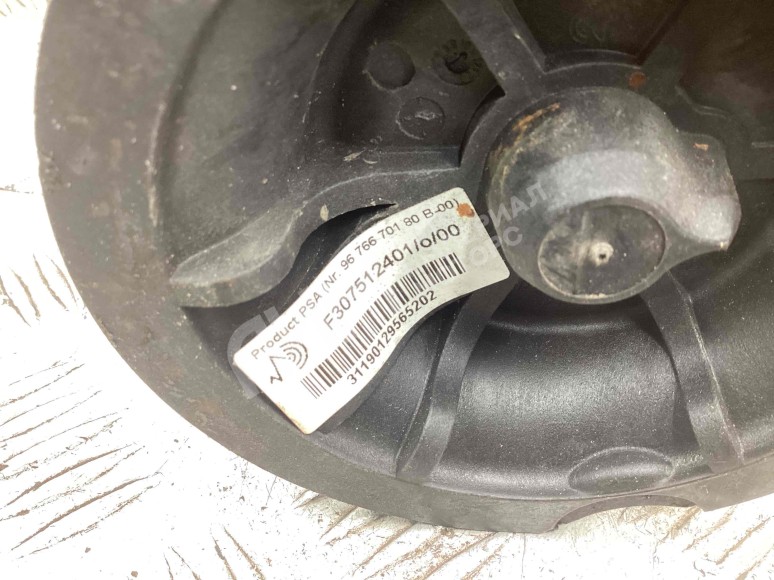 Product PSA (Nr. 96 766 701 80 B-00)
F307512401/o/00
31190129565202